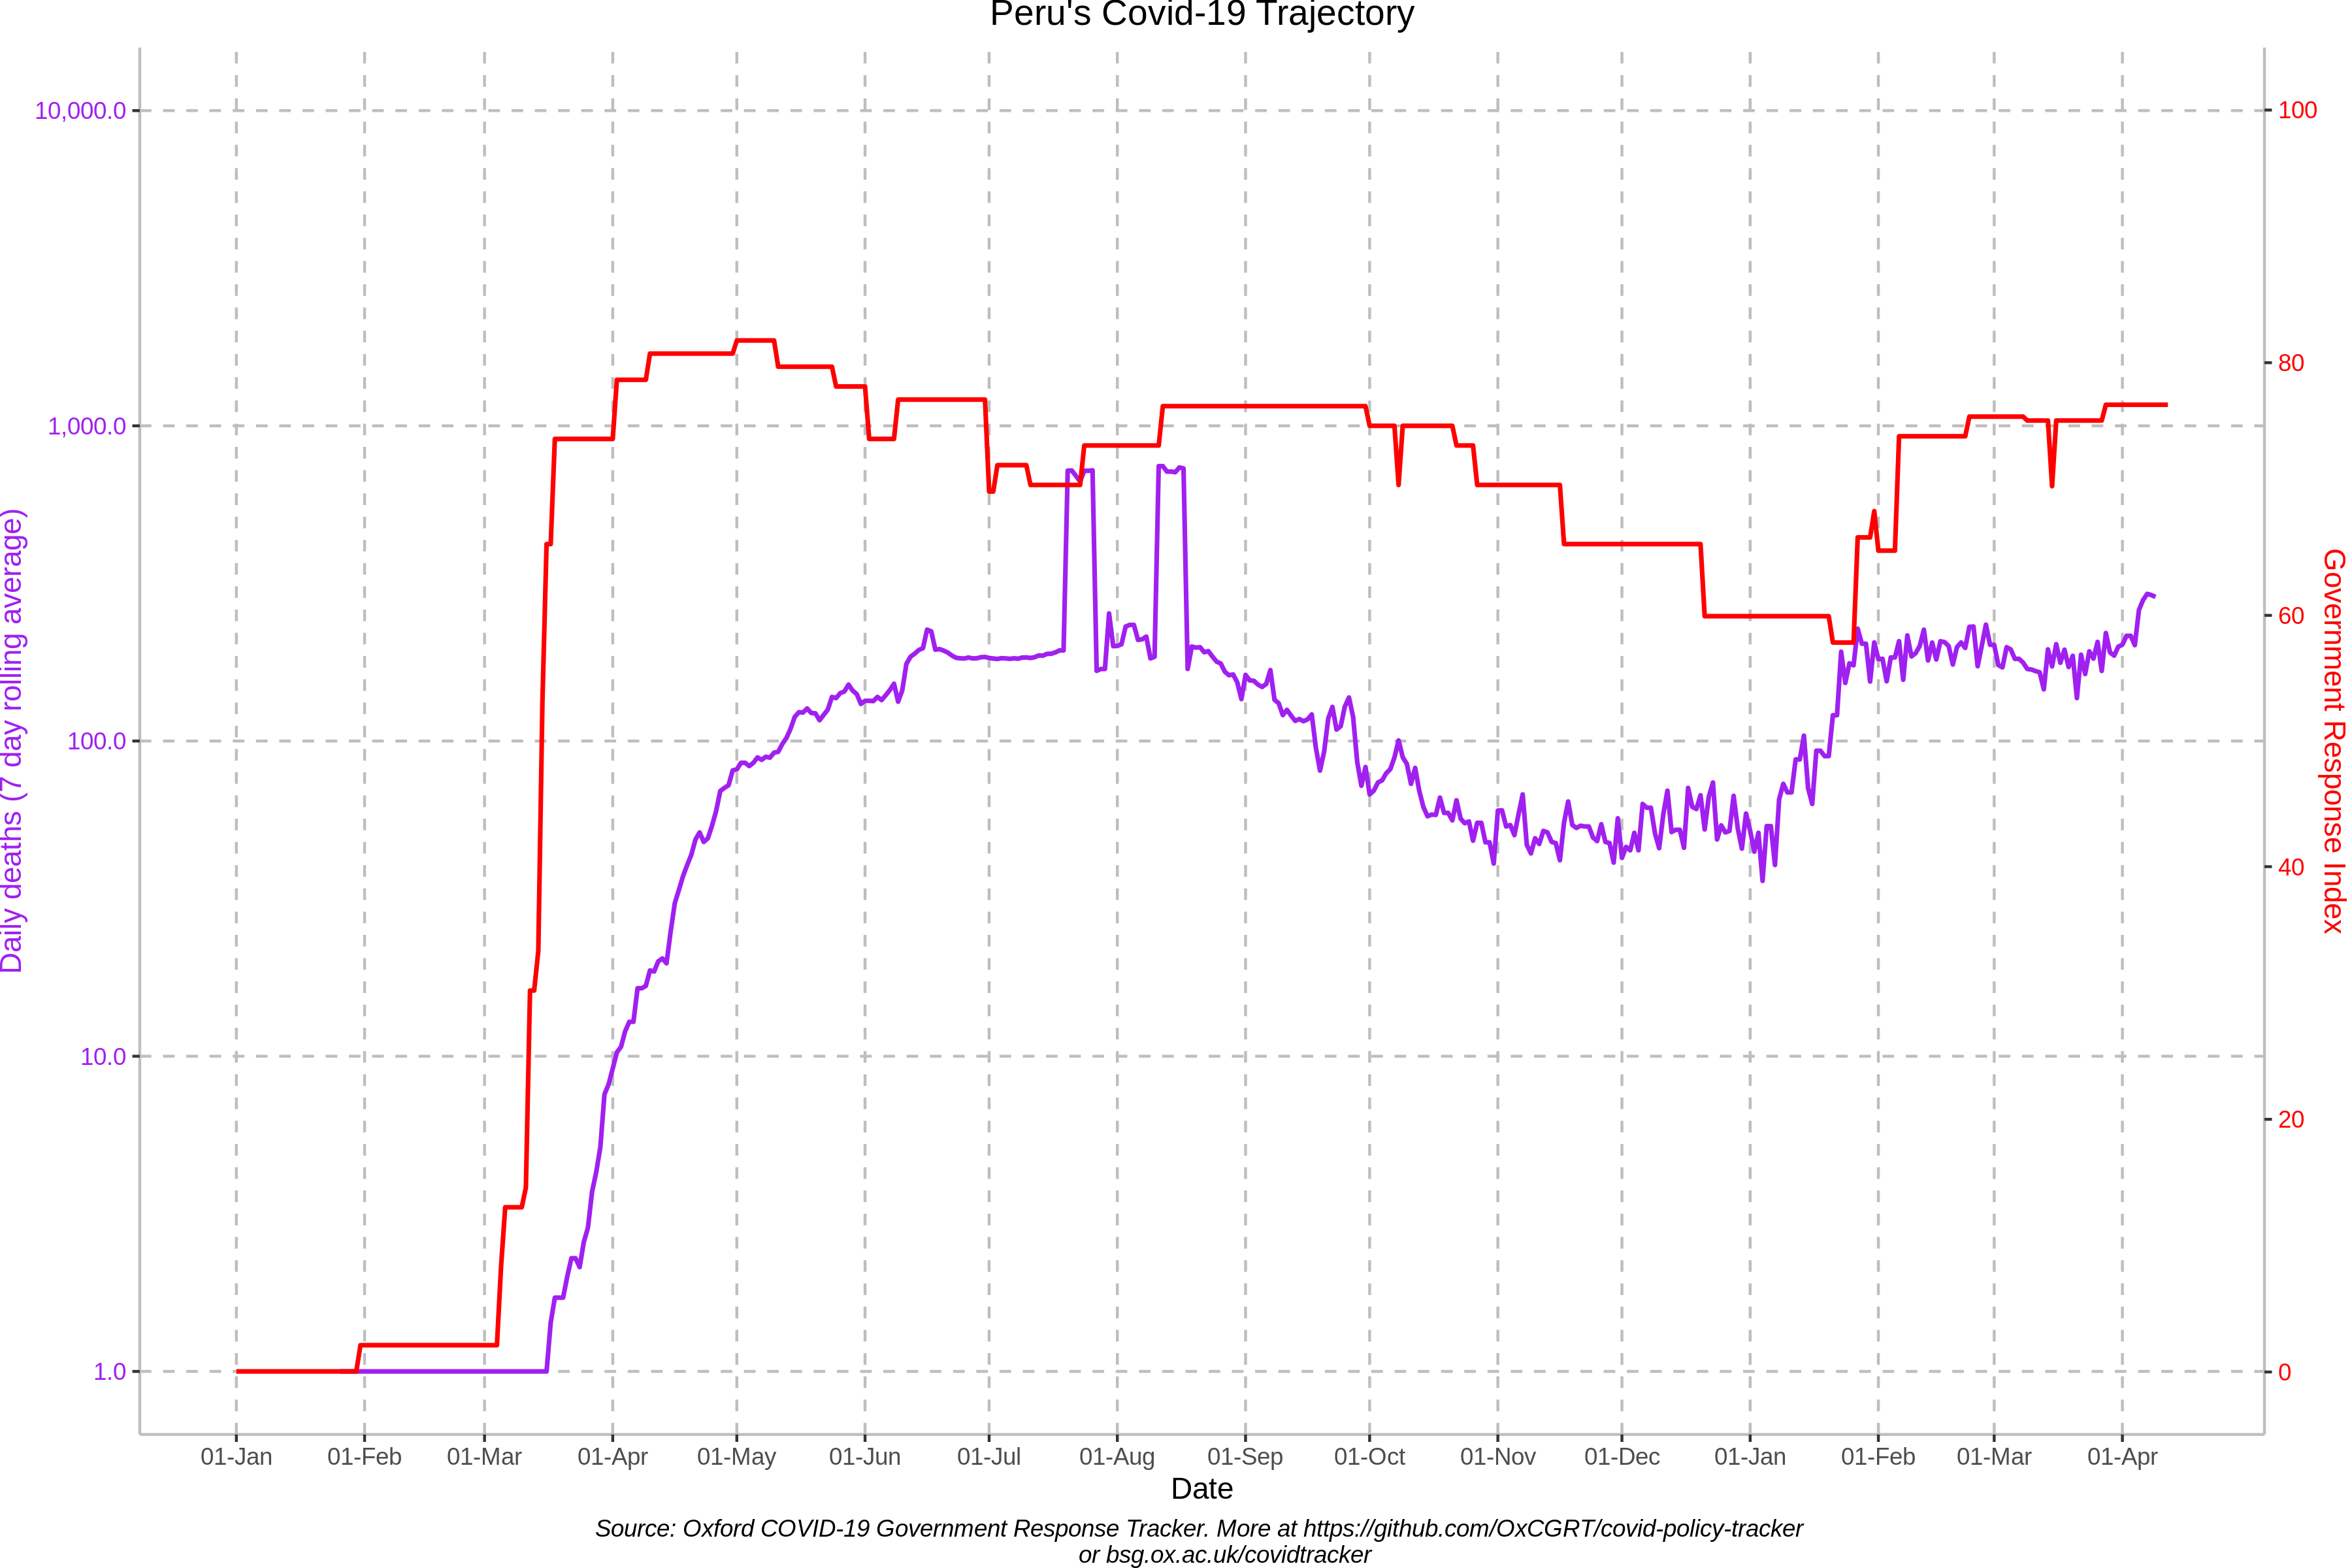 Peru's Covid-19 Trajectory
10,000.0
1,000.0
100.0
10.0
1.0
Daily deaths (7 day rolling average)
100
80
60
40
20
0
Government Response Index
01-Jan 01-Feb 01-Mar 01-Apr 01-May 01-Jun 01-Jul 01-Aug 01-Sep 01-Oct 01-Nov 01-Dec 01-Jan 01-Feb 01-Mar 01-Apr
Date
Source: Oxford COVID-19 Government Response Tracker. More at https://github.com/OxCGRT/covid-policy-tracker
or bsg.ox.ac.uk/covidtracker